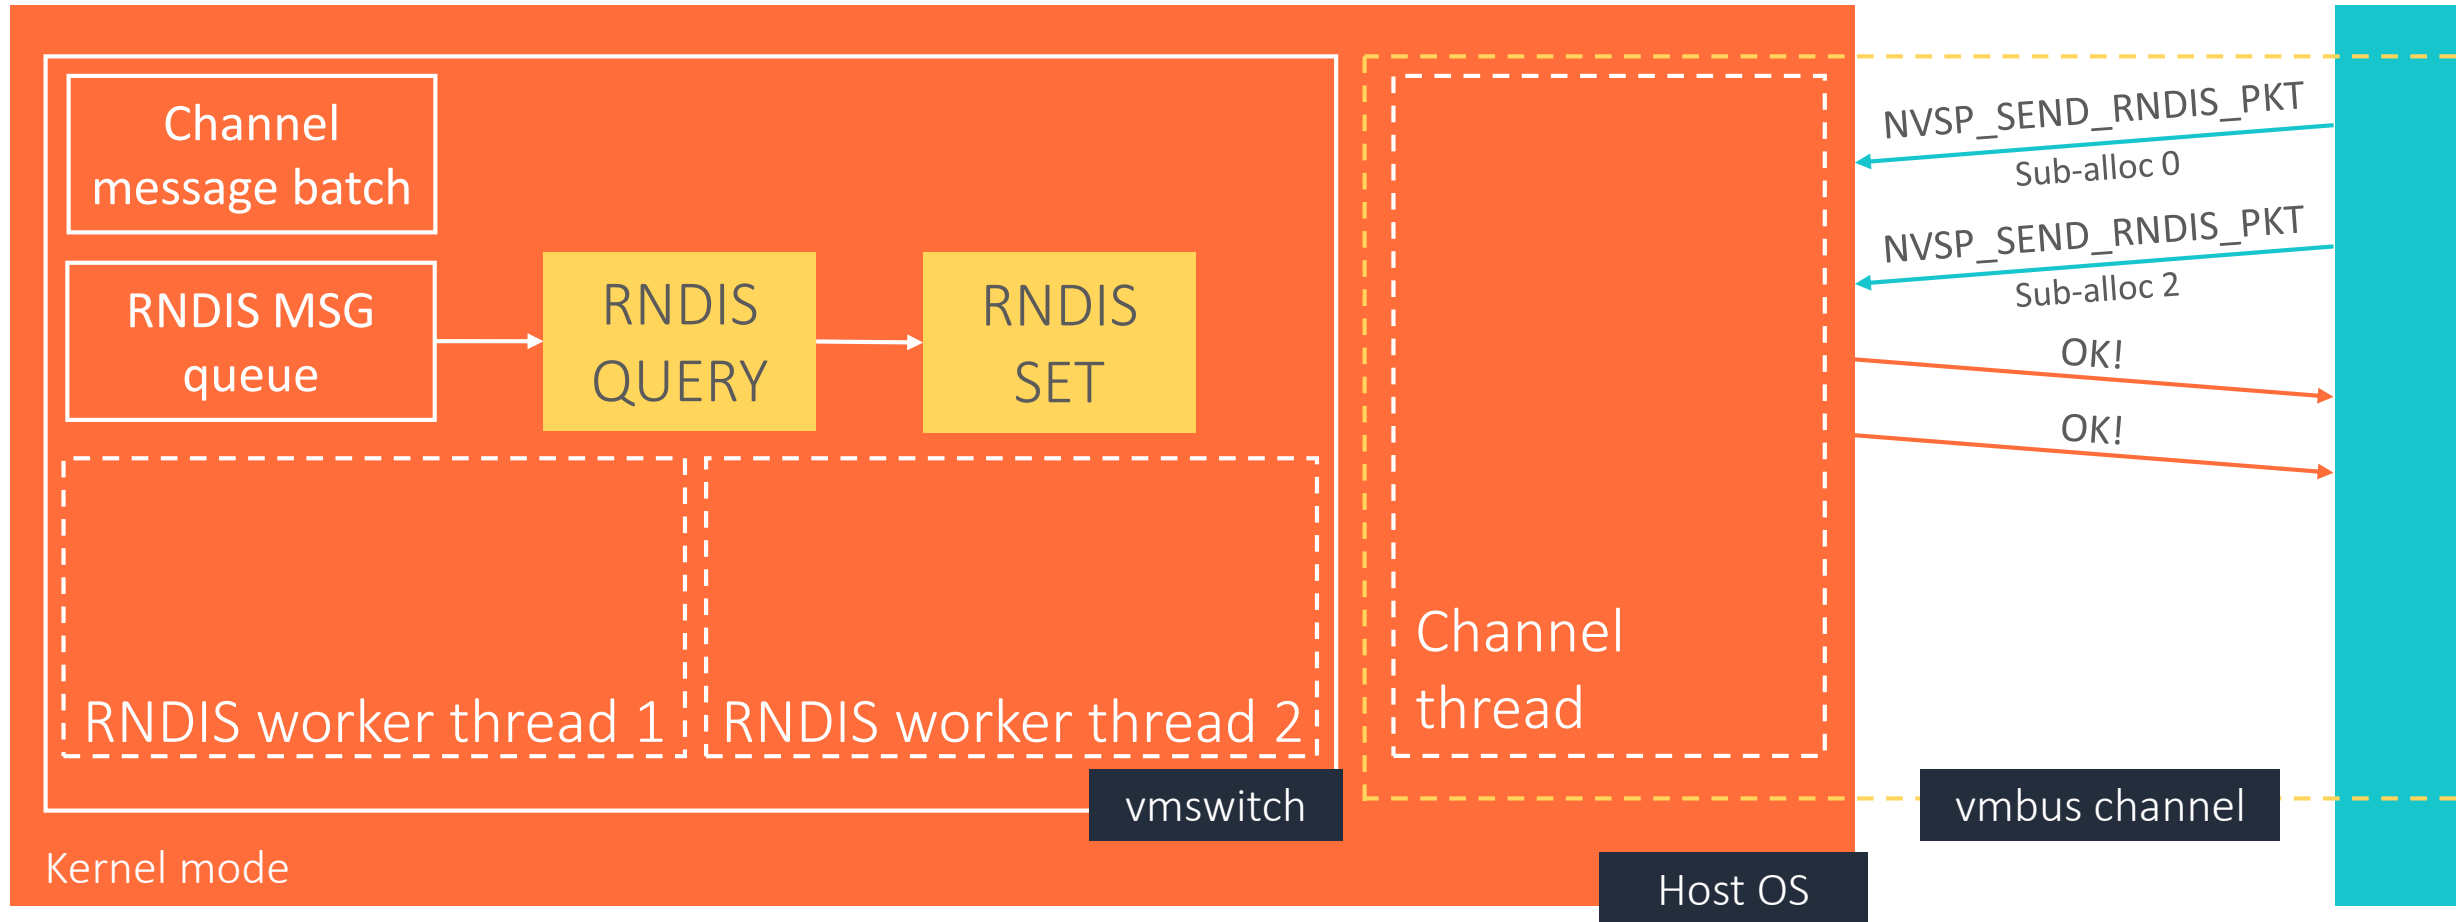 Channel
message batch
RNDIS MSG
queue
RNDIS
QUERY
RNDIS
SET
RNDIS worker thread 1
RNDIS worker thread 2
vmswitch
Kernel mode
Channel
thread
Host OS
NVSP_SEND_RNDIS_PKT
Sub-alloc 0
NVSP_SEND_RNDIS_PKT
Sub-alloc 2
OK!
OK!
vmbus channel